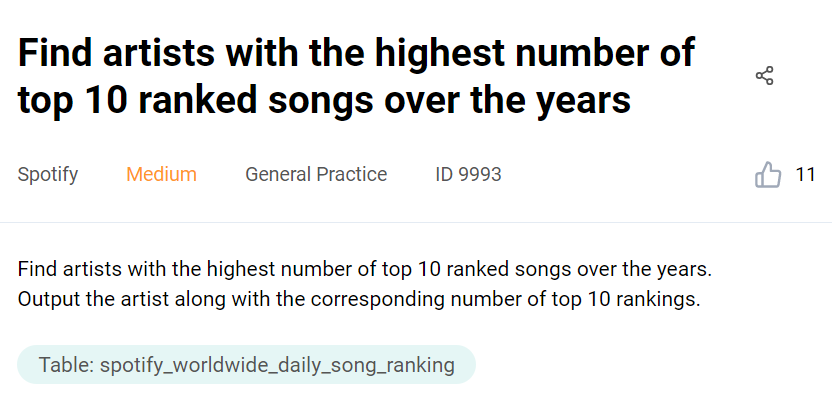 Find artists with the highest number of
top 10 ranked songs over the years
Spotify Medium General Practice ID 9993 11
Find artists with the highest number of top 10 ranked songs over the years.
Output the artist along with the corresponding number of top 10 rankings.
Table: spotify_worldwide_daily_song_ranking